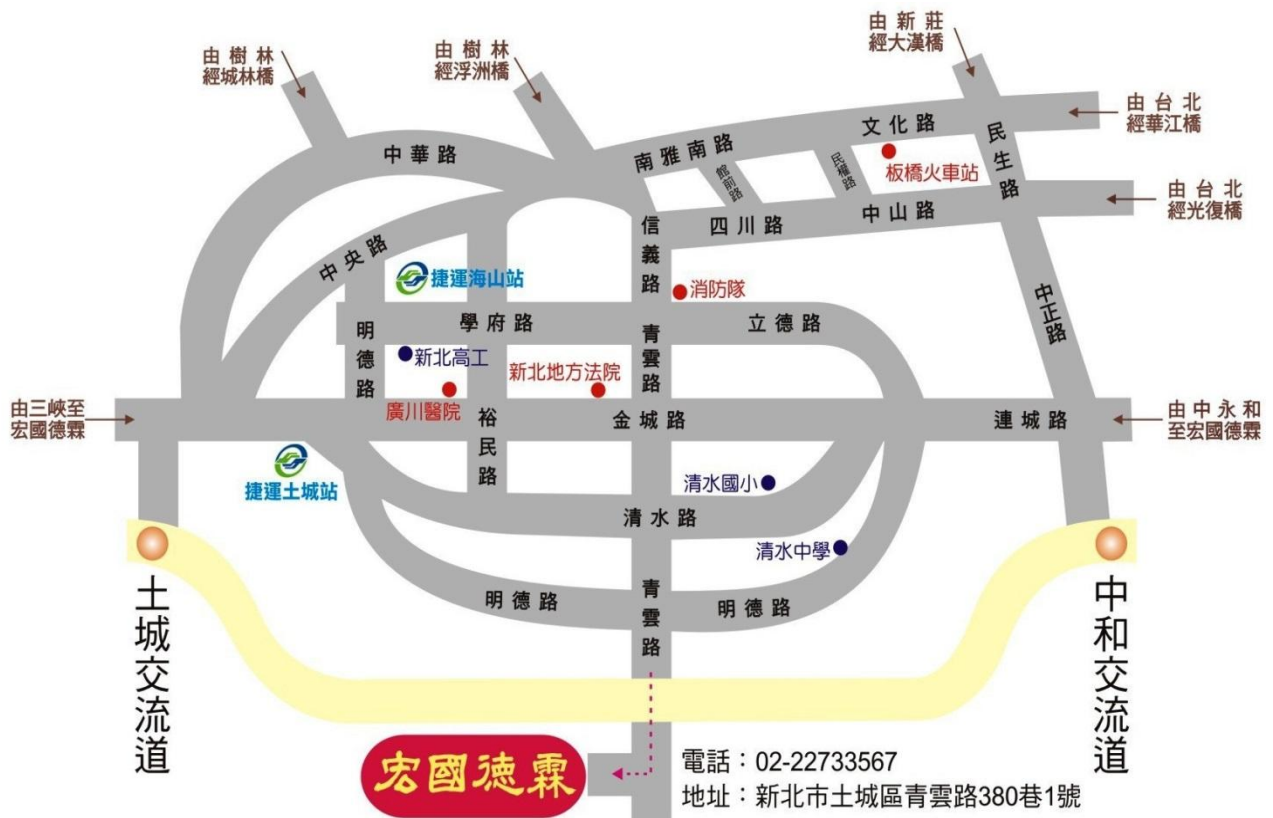 由新莊
經大漢橋
由樹林
經城林橋
由樹林
經浮洲橋
由台北
經華江橋
文化路
民生路
南雅南路
中華路
館前路
民權路
板橋火車站
由台北
經光復橋
中山路
四川路
信義路
中央路
捷運海山站
消防隊
中正路
學府路
立德路
明德路
青雲路
新北高工
新北地方法院
廣川醫院
由三峽至
宏國德霖
裕民路
金城路
連城路
由中永和
至宏國德霖
捷運土城站
清水國小
清水路
清水中學
明德路
青雲路
明德路
土城交流道
中和交流道
宏國德霖
電話：02-22733567
地址：新北市土城區青雲路380巷1號